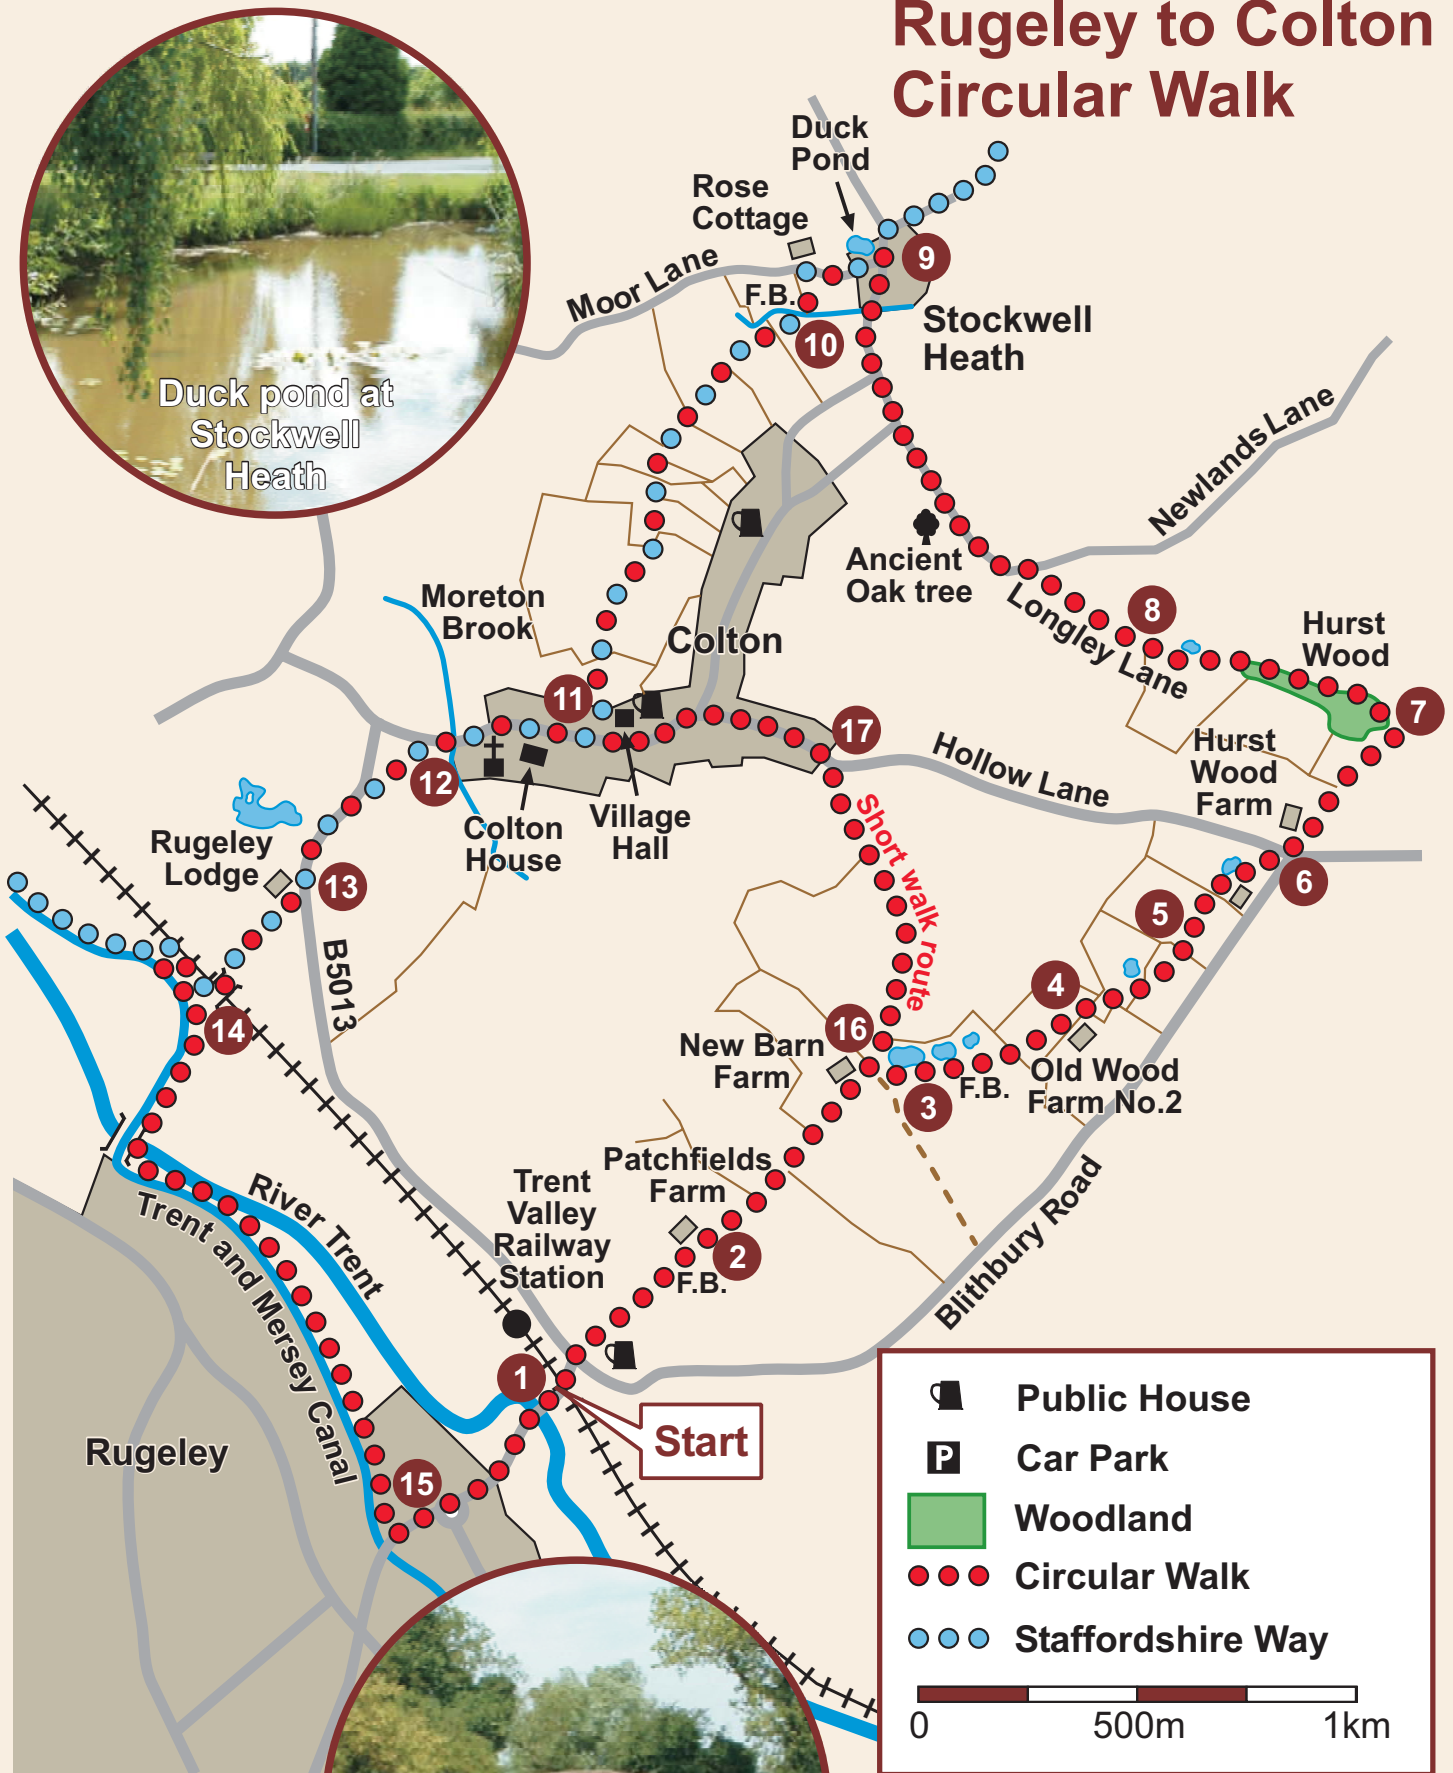 Rugeley to Colton
Circular Walk
Duck
Pond
Rose
Cottage
9
Moor Lane
F.B.
10
Stockwell
Heath
Duck pond at
Stockwell
Heath
Newlands Lane
Ancient
Oak tree
Moreton
Brook
Colton
8
Longley Lane
Hurst
Wood
7
11
17
12
Hollow Lane
Hurst
Wood
Farm
Colton
House
Village
Hall
Short walk route
Rugeley
Lodge
13
6
5
B5013
4
14
16
New Barn
Farm
3
F.B.
Old Wood
Farm No.2
Patchfields
Farm
2
F.B.
Trent
Valley
Railway
Station
River Trent
Trent and Mersey Canal
Blithbury Road
1
Start
Rugeley
15
Public House
P
Car Park
Woodland
Circular Walk
Staffordshire Way
0 500m 1km